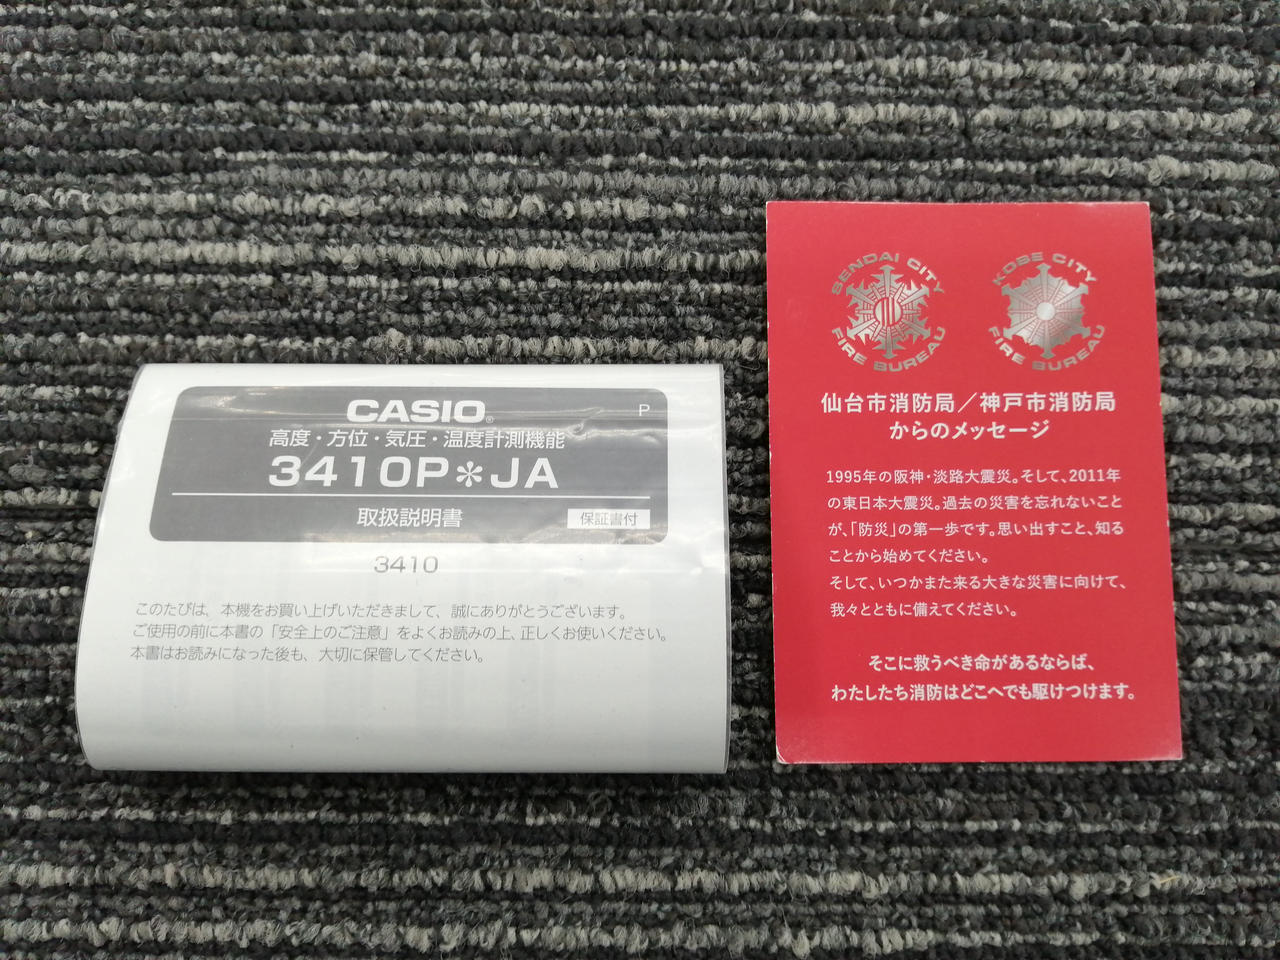 CASIO®
P
高度・方位・気圧・温度計測機能
3410P✻JA
取扱説明書
保証書付
3410
このたびは、本機をお買い上げいただきまして、誠にありがとうございます。
ご使用の前に本書の「安全上のご注意」をよくお読みの上、正しくお使いください。
本書はお読みになった後も、大切に保管してください。
SENDAI CITY
FIRE BUREAU
KOBE CITY
FIRE BUREAU
仙台市消防局／神戸市消防局
からのメッセージ
1995年の阪神・淡路大震災。そして、2011年
の東日本大震災。過去の災害を忘れないこと
が、「防災」の第一歩です。思い出すこと、知る
ことから始めてください。
そして、いつかまた来る大きな災害に向けて、
我々とともに備えてください。
そこに救うべき命があるならば、
わたしたち消防はどこへでも駆けつけます。